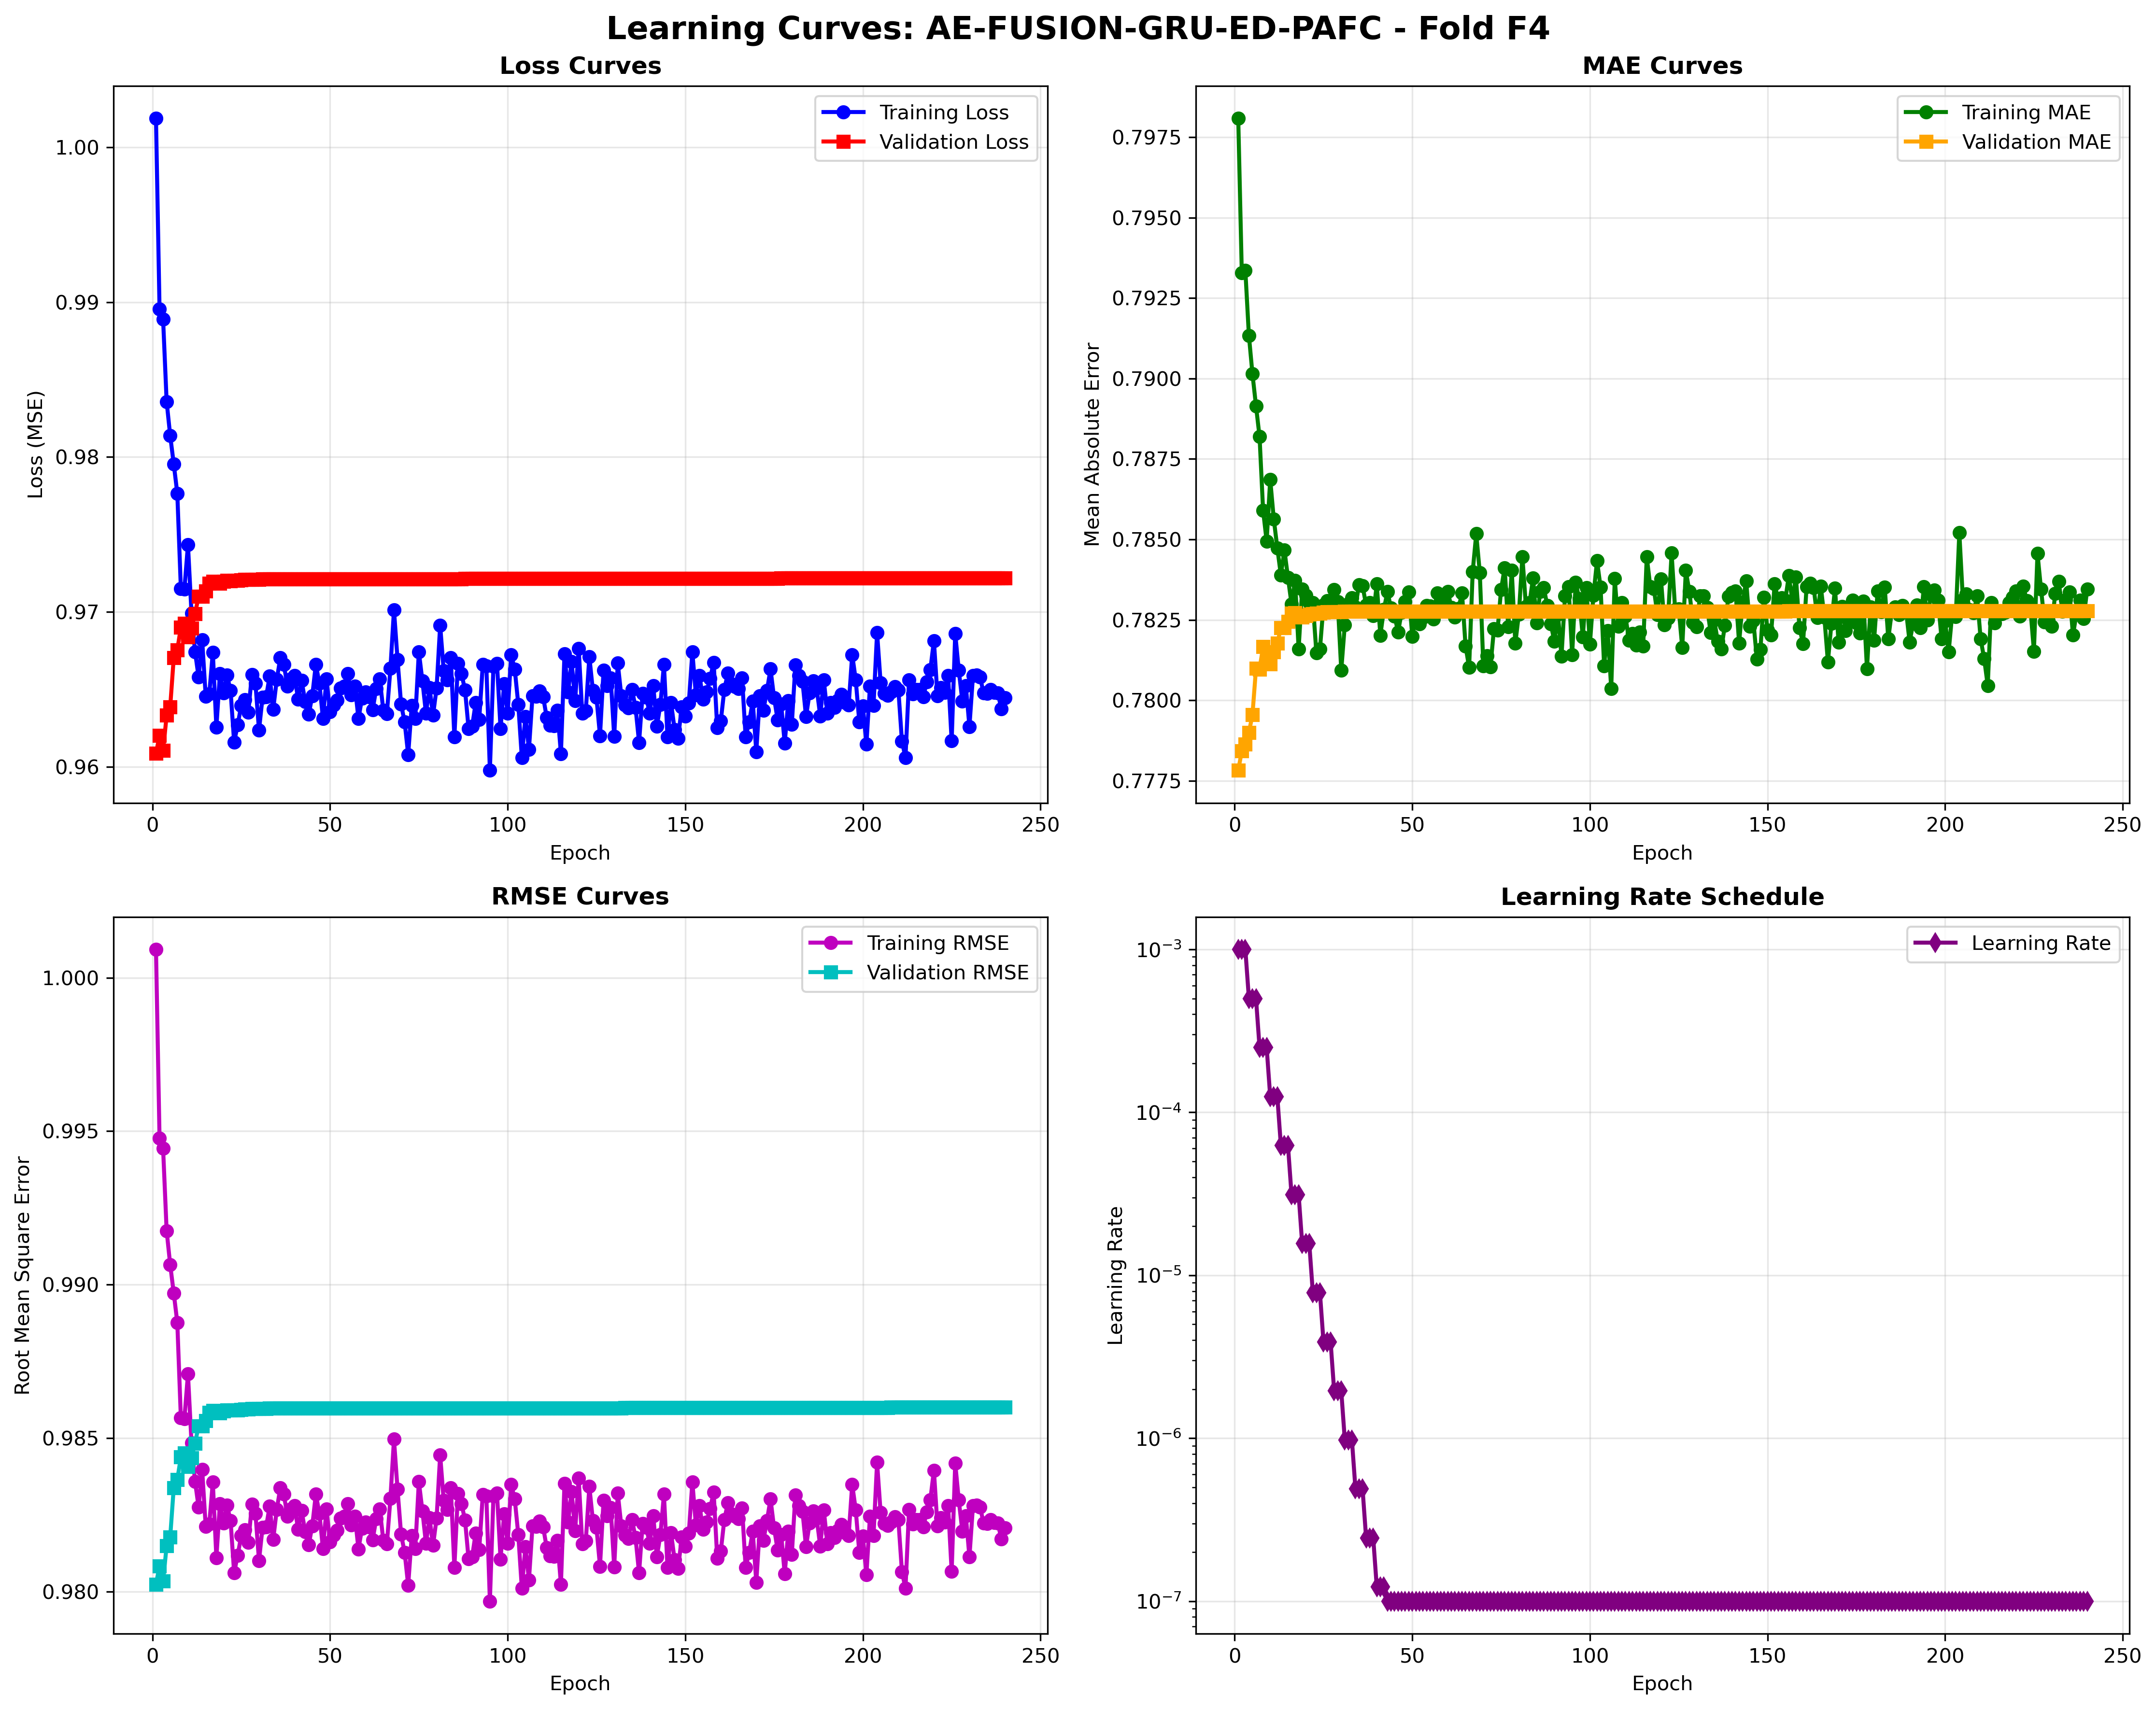 Learning Curves: AE-FUSION-GRU-ED-PAFC - Fold F4
Loss Curves
Training Loss
Validation Loss
1.00
0.99
0.98
0.97
0.96
Loss (MSE)
0 50 100 150 200 250
Epoch
MAE Curves
Training MAE
Validation MAE
0.7975
0.7950
0.7925
0.7900
0.7875
0.7850
0.7825
0.7800
0.7775
Mean Absolute Error
0 50 100 150 200 250
Epoch
RMSE Curves
Training RMSE
Validation RMSE
1.000
0.995
0.990
0.985
0.980
Root Mean Square Error
0 50 100 150 200 250
Epoch
Learning Rate Schedule
Learning Rate
10⁻³
10⁻⁴
10⁻⁵
10⁻⁶
10⁻⁷
Learning Rate
0 50 100 150 200 250
Epoch